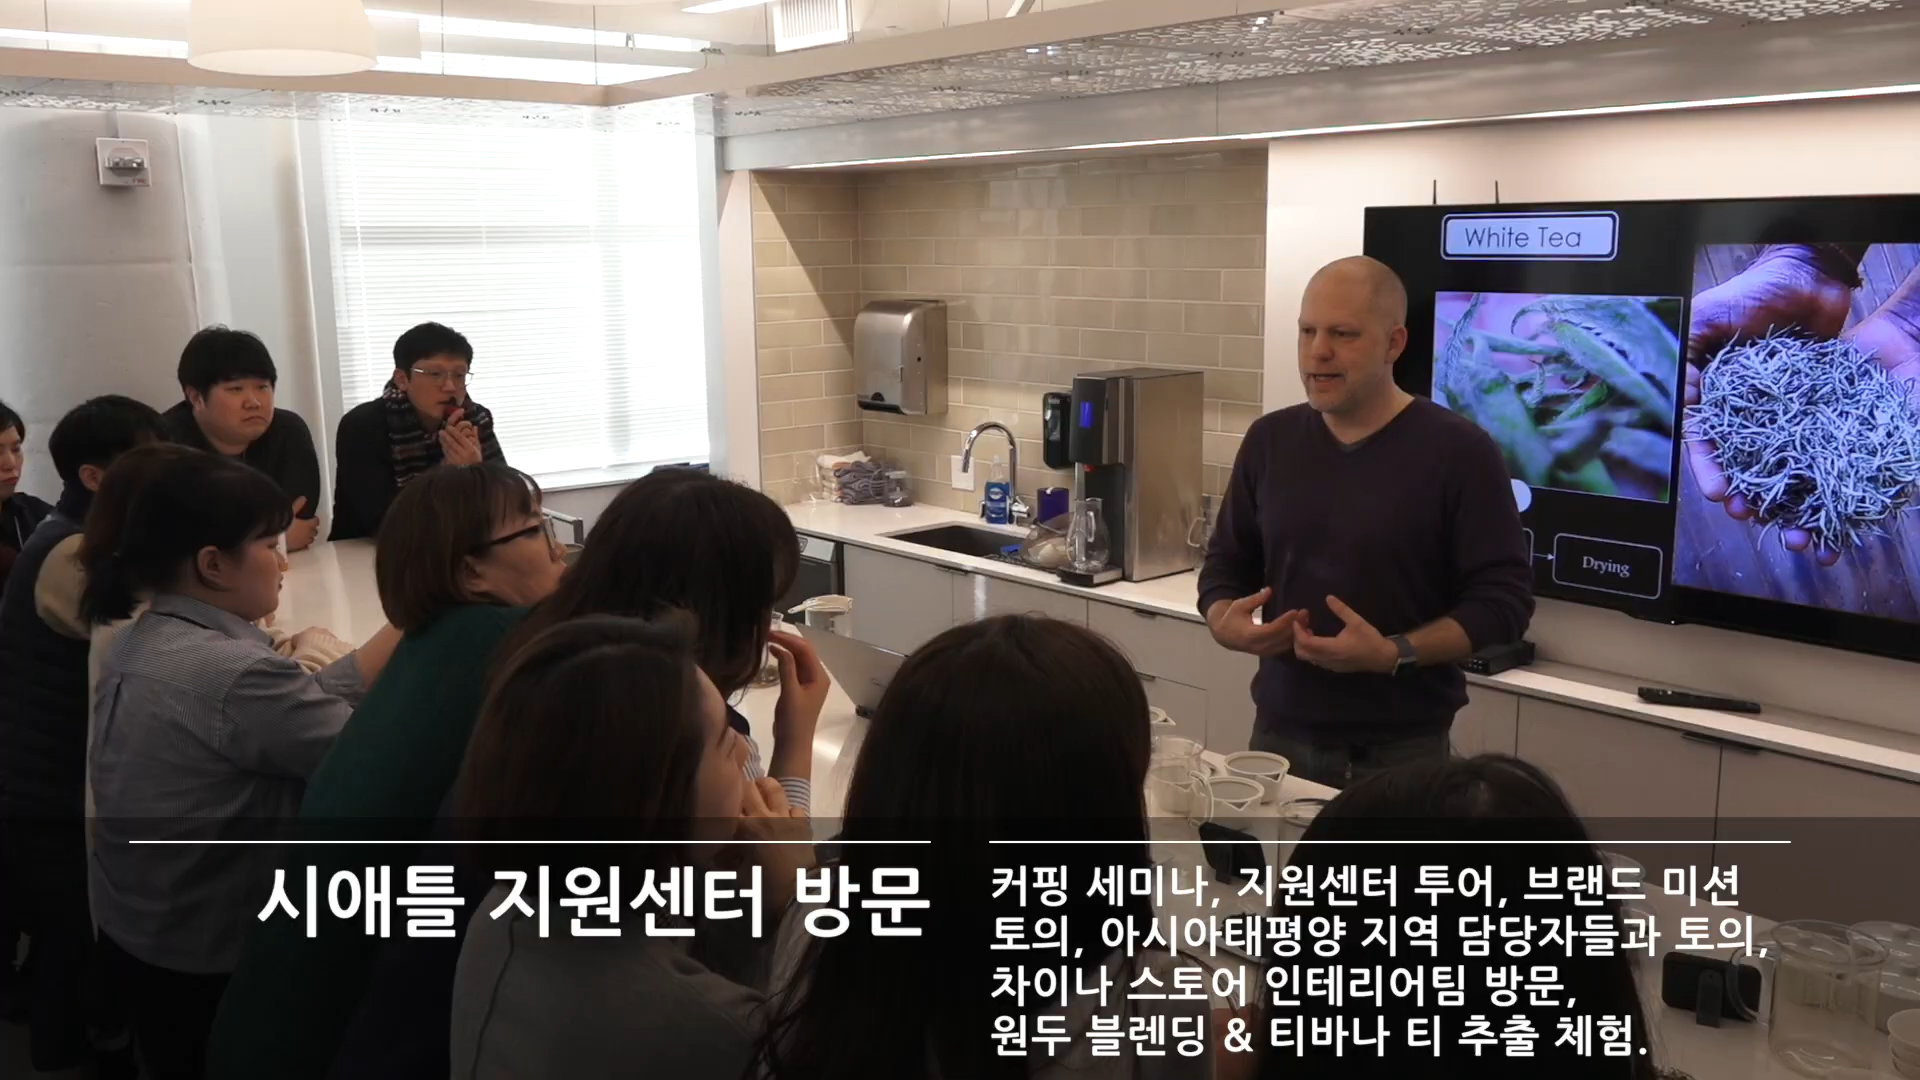 White Tea
Drying
시애틀 지원센터 방문
커핑 세미나, 지원센터 투어, 브랜드 미션
토의, 아시아태평양 지역 담당자들과 토의,
차이나 스토어 인테리어팀 방문,
원두 블렌딩 & 티바나 티 추출 체험.